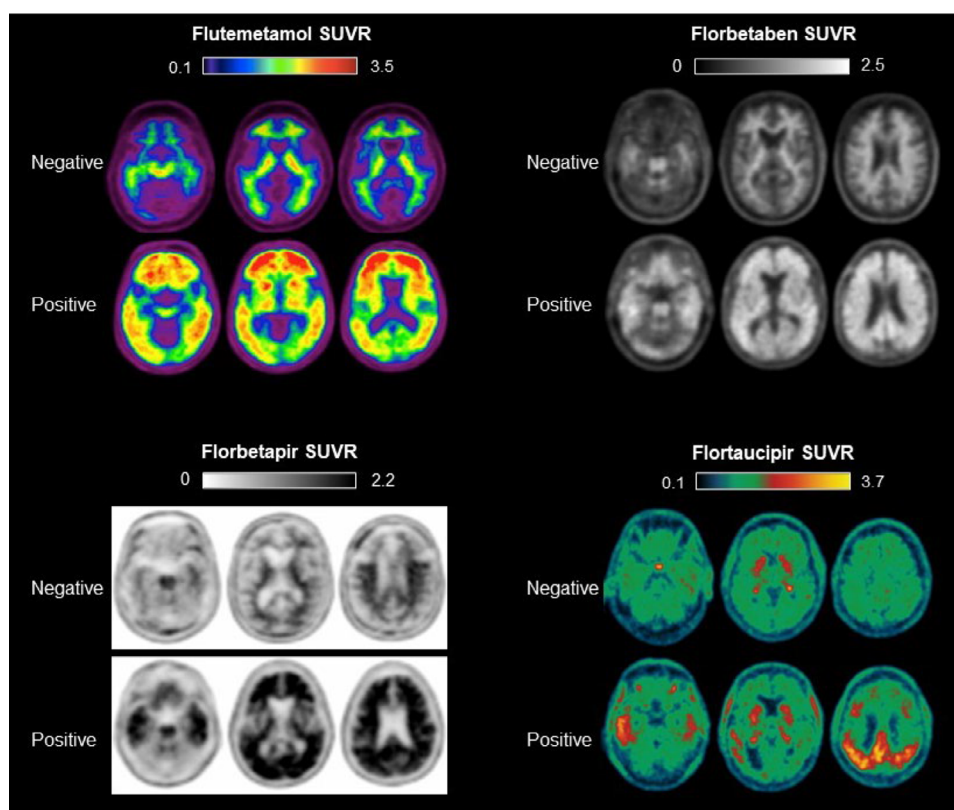 Flutemetamol SUVR
0.1 3.5
Negative
Positive
Florbetaben SUVR
0 2.5
Negative
Positive
Florbetapir SUVR
0 2.2
Negative
Positive
Flortaucipir SUVR
0.1 3.7
Negative
Positive